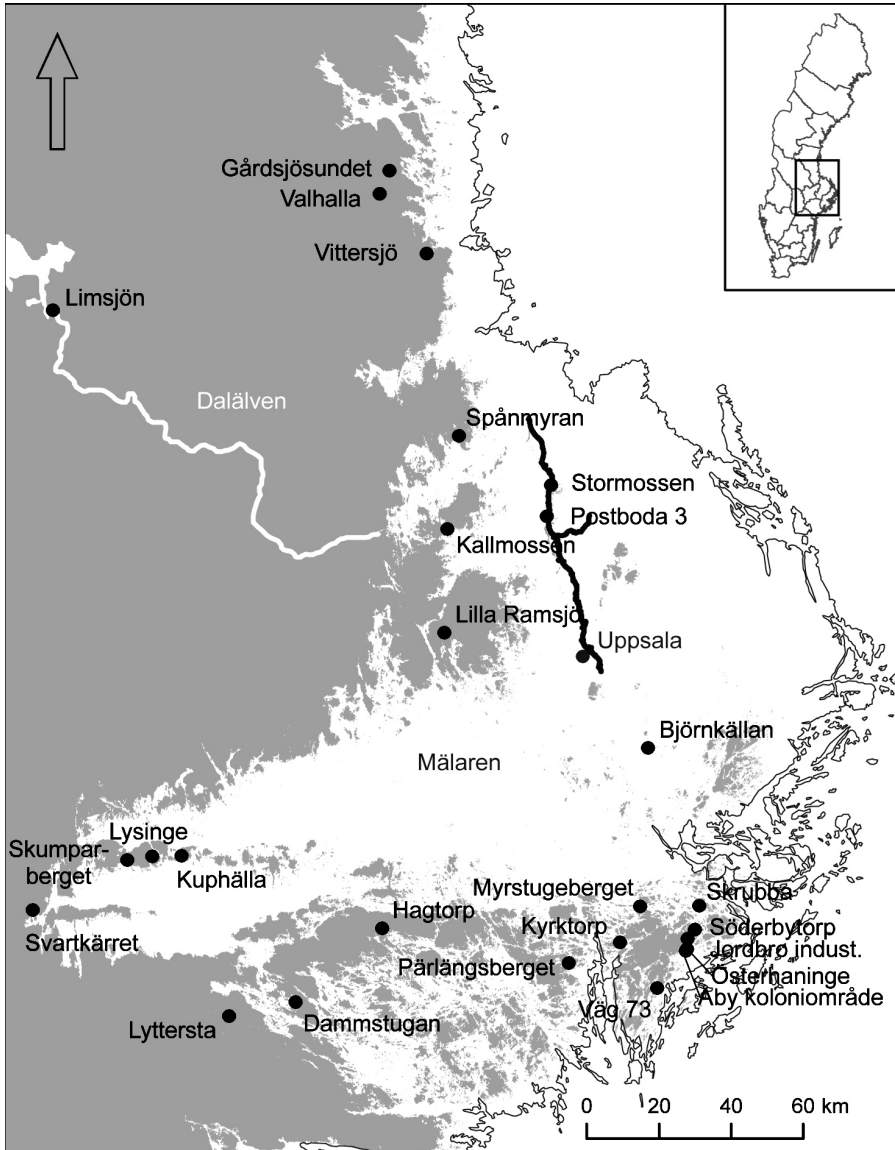 Gårdsjösundet
Valhalla
Vittersjö
Limsjön
Dalälven
Spånmyran
Stormossen
Postboda 3
Kallmossen
Lilla Ramsjö
Uppsala
Björnkällan
Mälaren
Lysinge
Skumpar-
berget
Kuphälla
Myrstugeberget
Skrubba
Hagtorp
Kyrktorp
Söderbytorp
Svartkärret
Jordbro indust.
Pärlängsberget
Österhaninge
Åby koloniområde
Väg 73
Lyttersta
Dammstugan
0 20 40 60 km